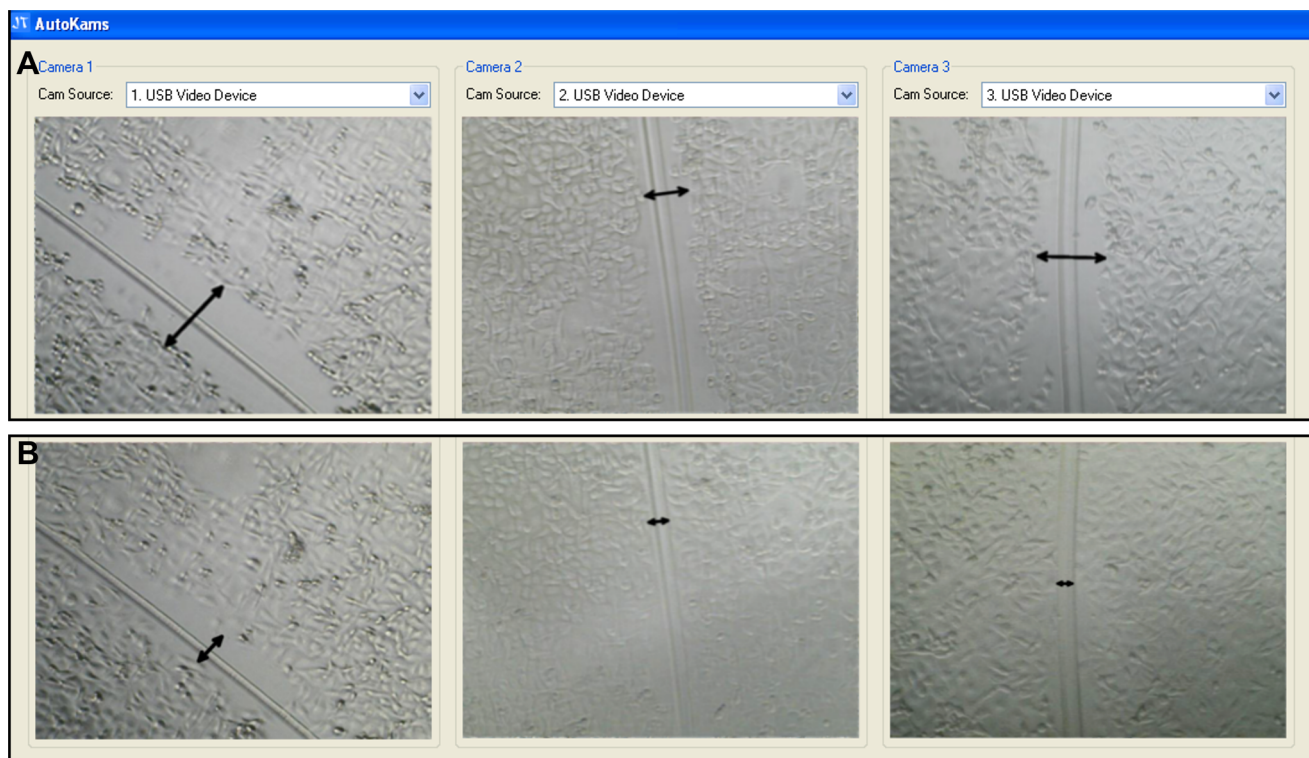 JT AutoKams
A
Camera 1
Camera 2
Camera 3
Cam Source: 1. USB Video Device
Cam Source: 2. USB Video Device
Cam Source: 3. USB Video Device
B